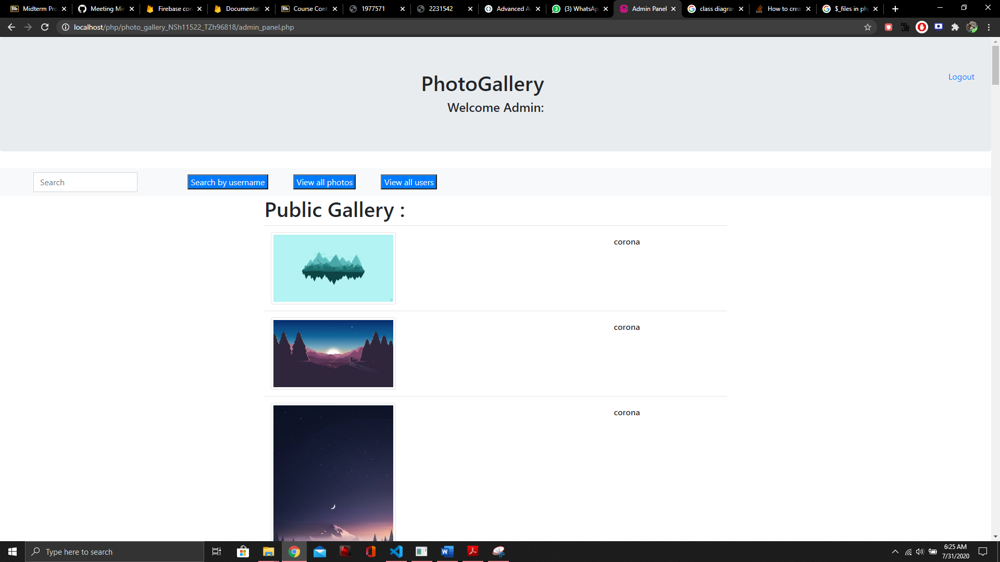 Midterm Pro
Meeting Min
Firebase con
Documentat
Course Cont
1977571
2231542
Advanced A
(3) WhatsAp
Admin Panel
class diagrar
How to crea
$_files in ph
localhost/php/photo_gallery_NSh11522_TZh96818/admin_panel.php
PhotoGallery
Logout
Welcome Admin:
Search
Search by username
View all photos
View all users
Public Gallery :
corona
corona
corona
Type here to search
6:25 AM
7/31/2020